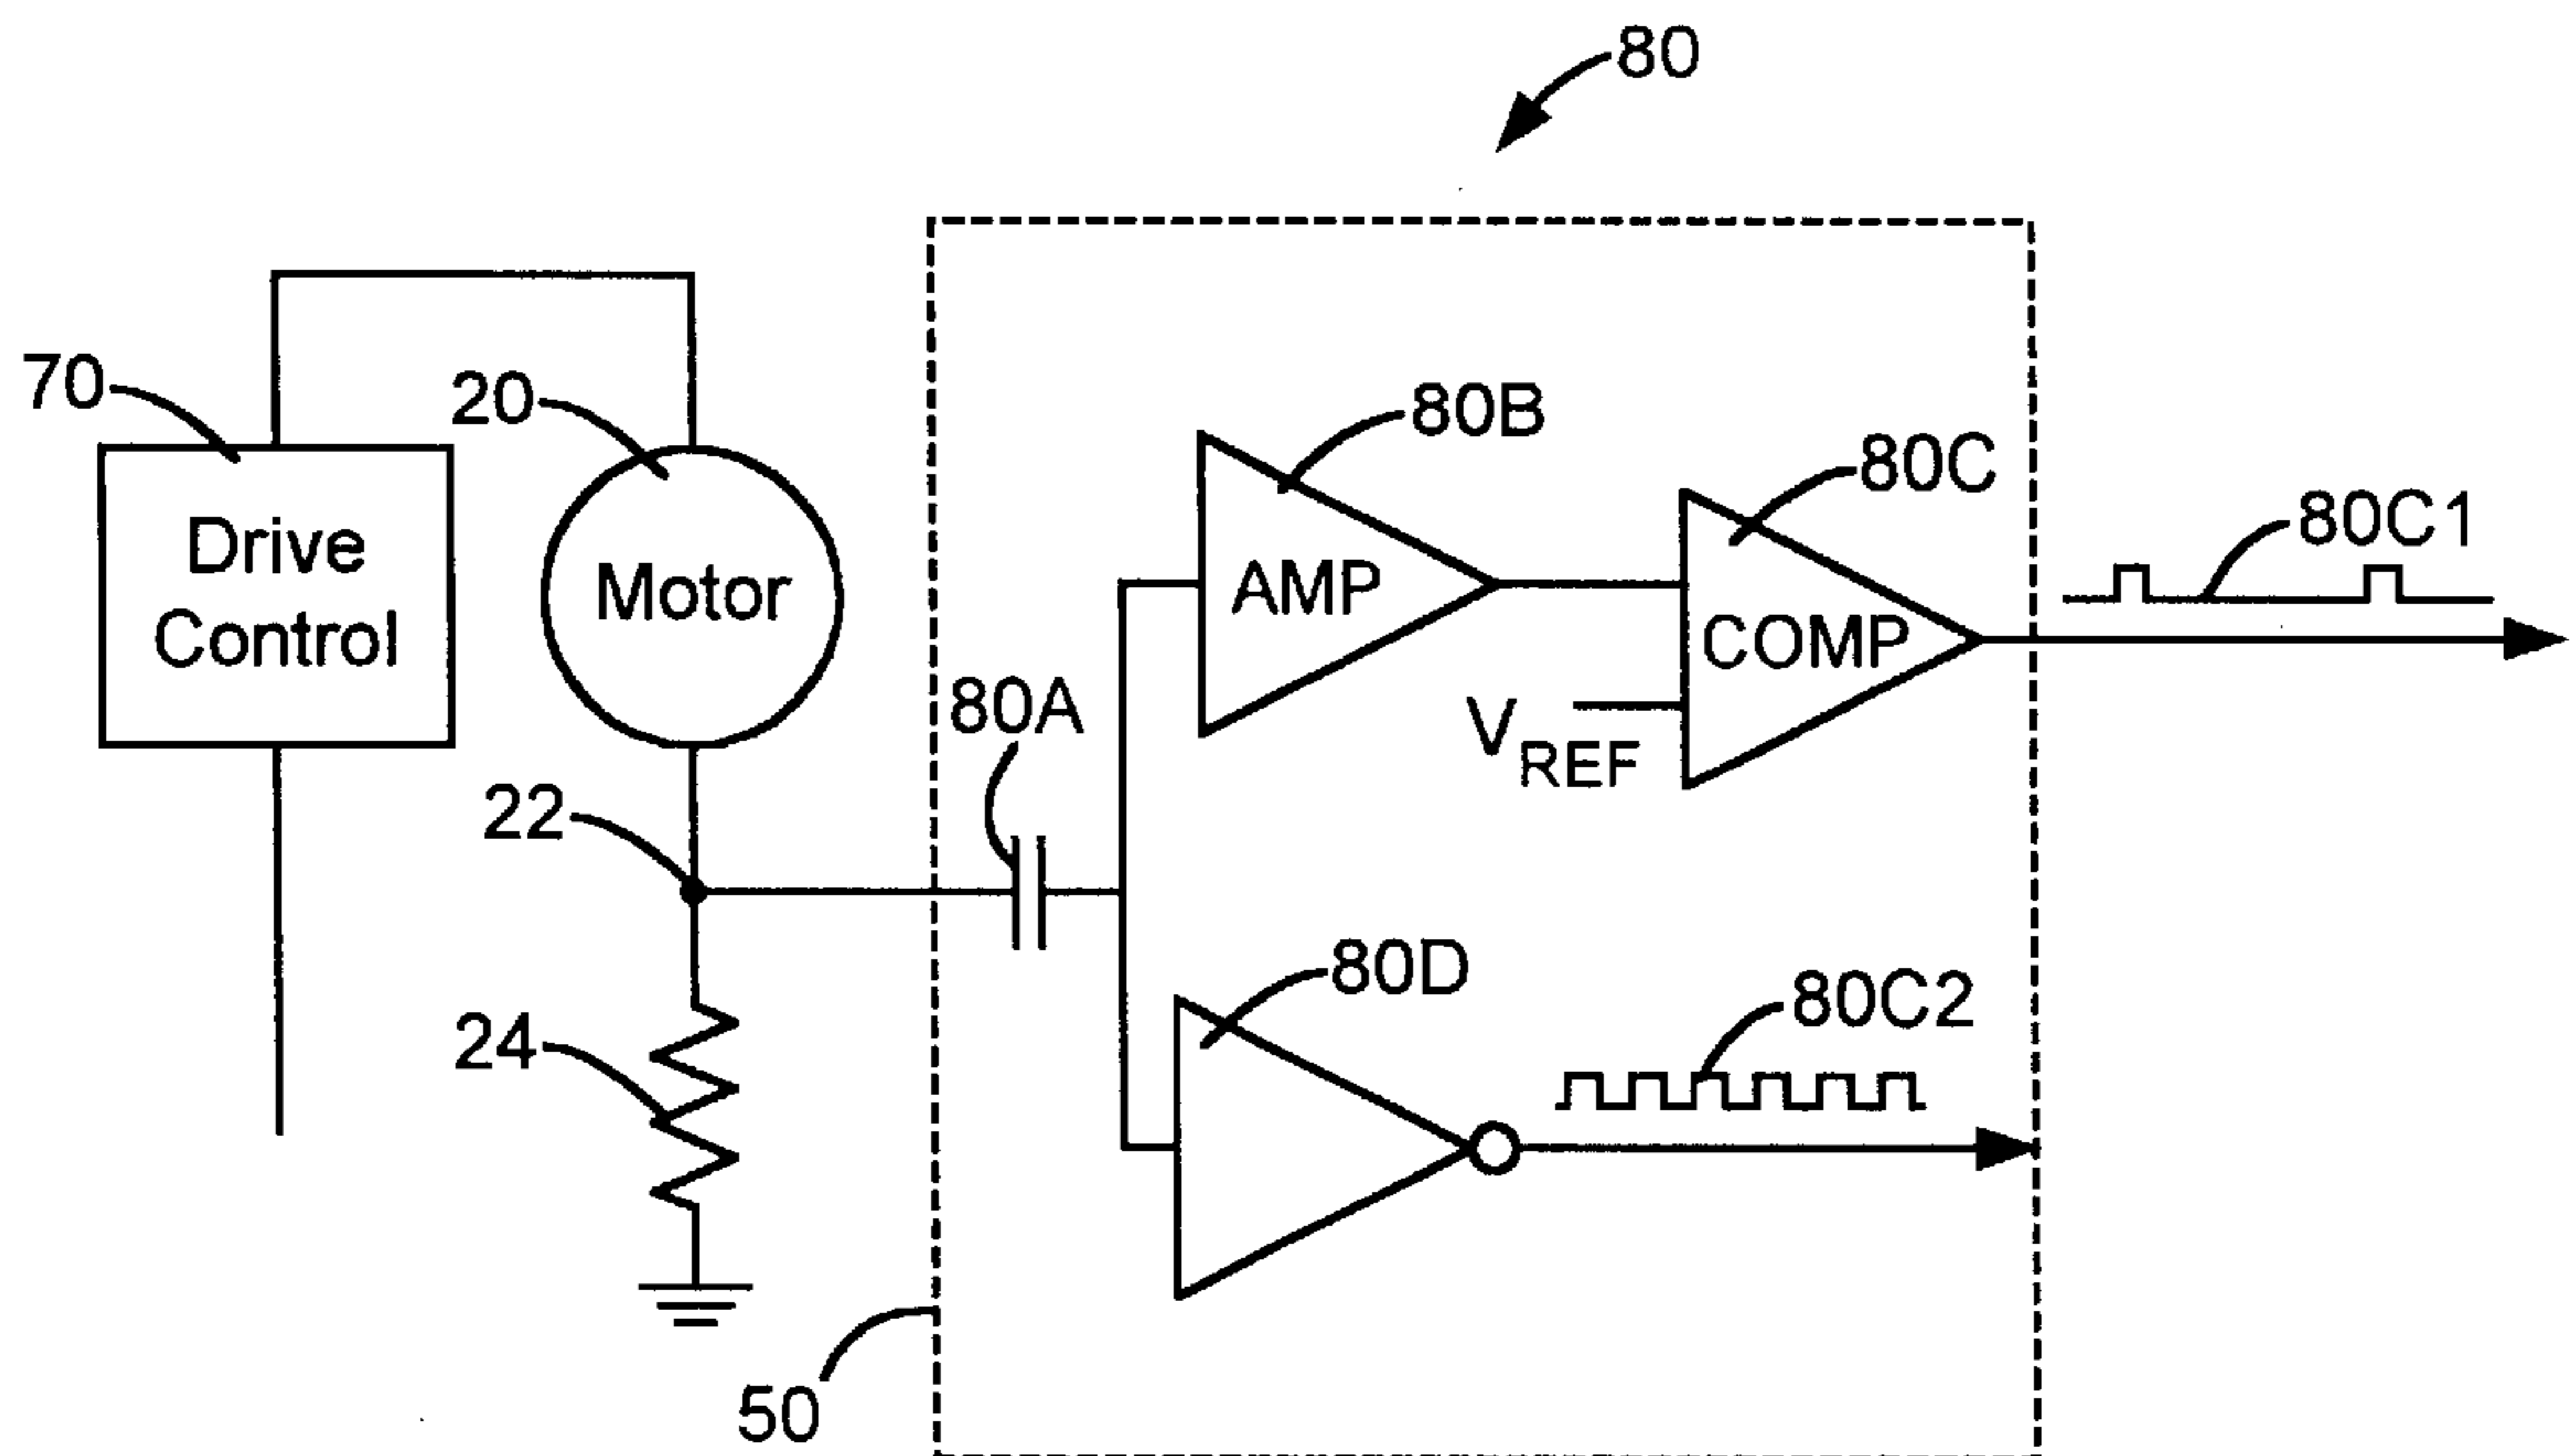 80
70
20
80B
80C
80C1
Drive
Control
Motor
AMP
COMP
80A
VREF
22
80D
80C2
24
50